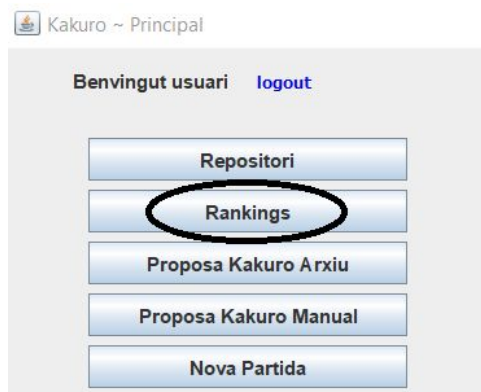 Kakuro ~ Principal
Benvingut usuari logout
Repositori
Rankings
Proposa Kakuro Arxiu
Proposa Kakuro Manual
Nova Partida